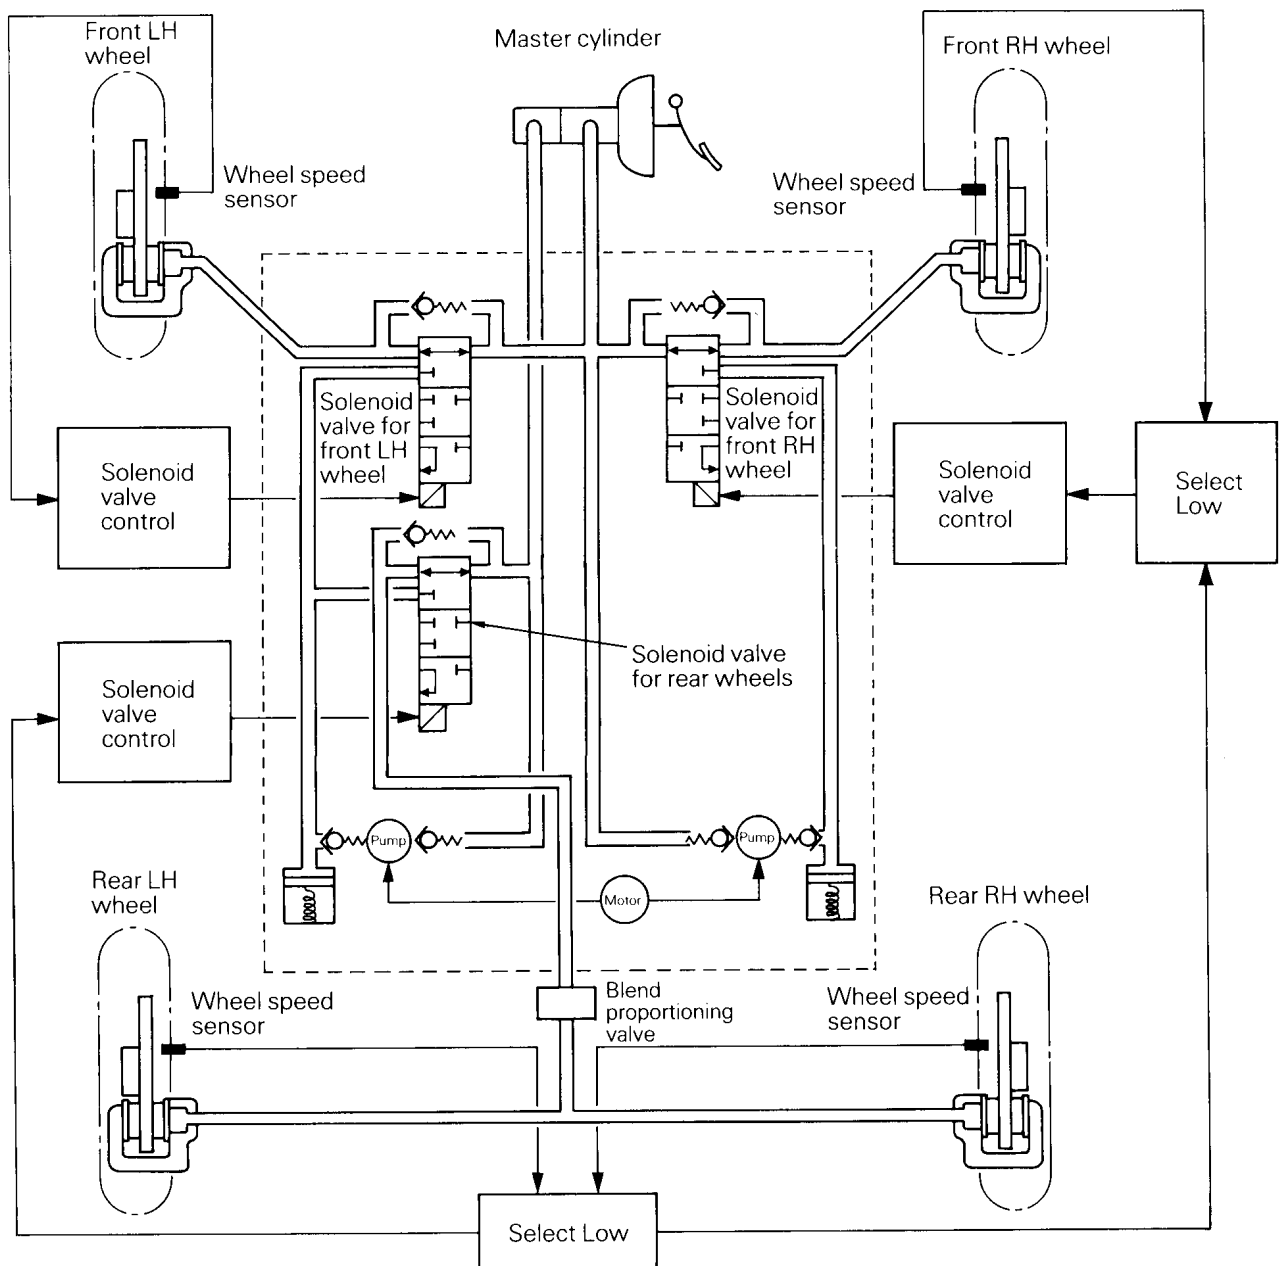 Front LH
wheel
Master cylinder
Front RH wheel
Wheel speed
sensor
Wheel speed
sensor
Solenoid
valve for
front LH
wheel
Solenoid
valve for
front RH
wheel
Solenoid
valve
control
Solenoid
valve
control
Select
Low
Solenoid valve
for rear wheels
Solenoid
valve
control
Pump
Pump
Motor
Rear LH
wheel
Rear RH wheel
Wheel speed
sensor
Blend
proportioning
valve
Wheel speed
sensor
Select Low